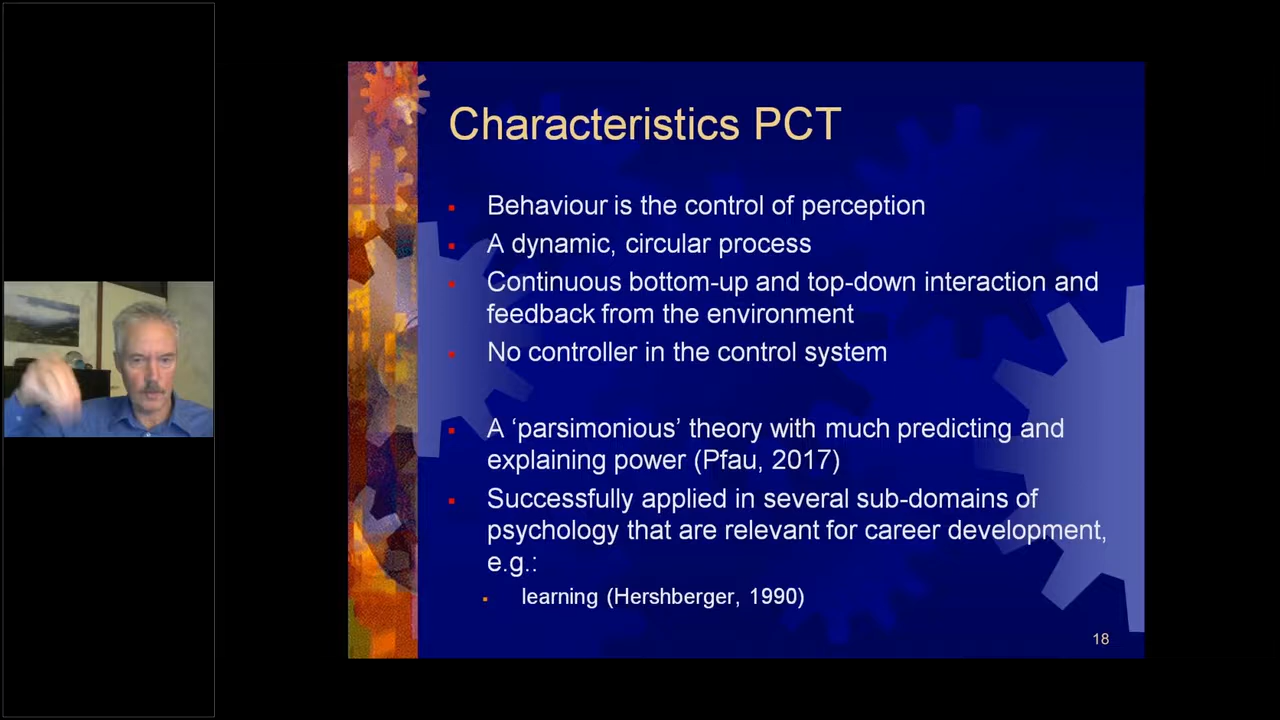 Characteristics PCT
Behaviour is the control of perception
A dynamic, circular process
Continuous bottom-up and top-down interaction and
feedback from the environment
No controller in the control system
A ‘parsimonious’ theory with much predicting and
explaining power (Pfau, 2017)
Successfully applied in several sub-domains of
psychology that are relevant for career development,
e.g.:
learning (Hershberger, 1990)
18